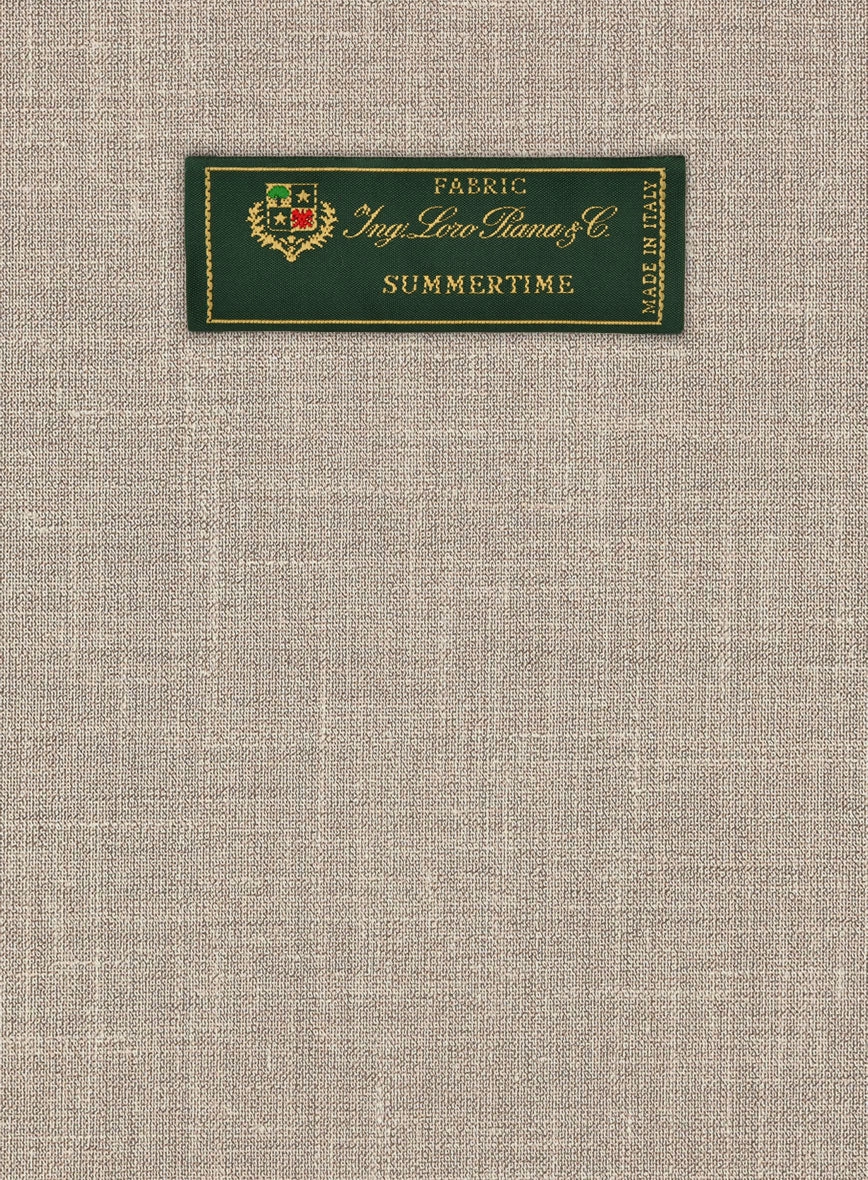 FABRIC
Ing. Loro Piana & C.
SUMMERTIME
MADE IN ITALY